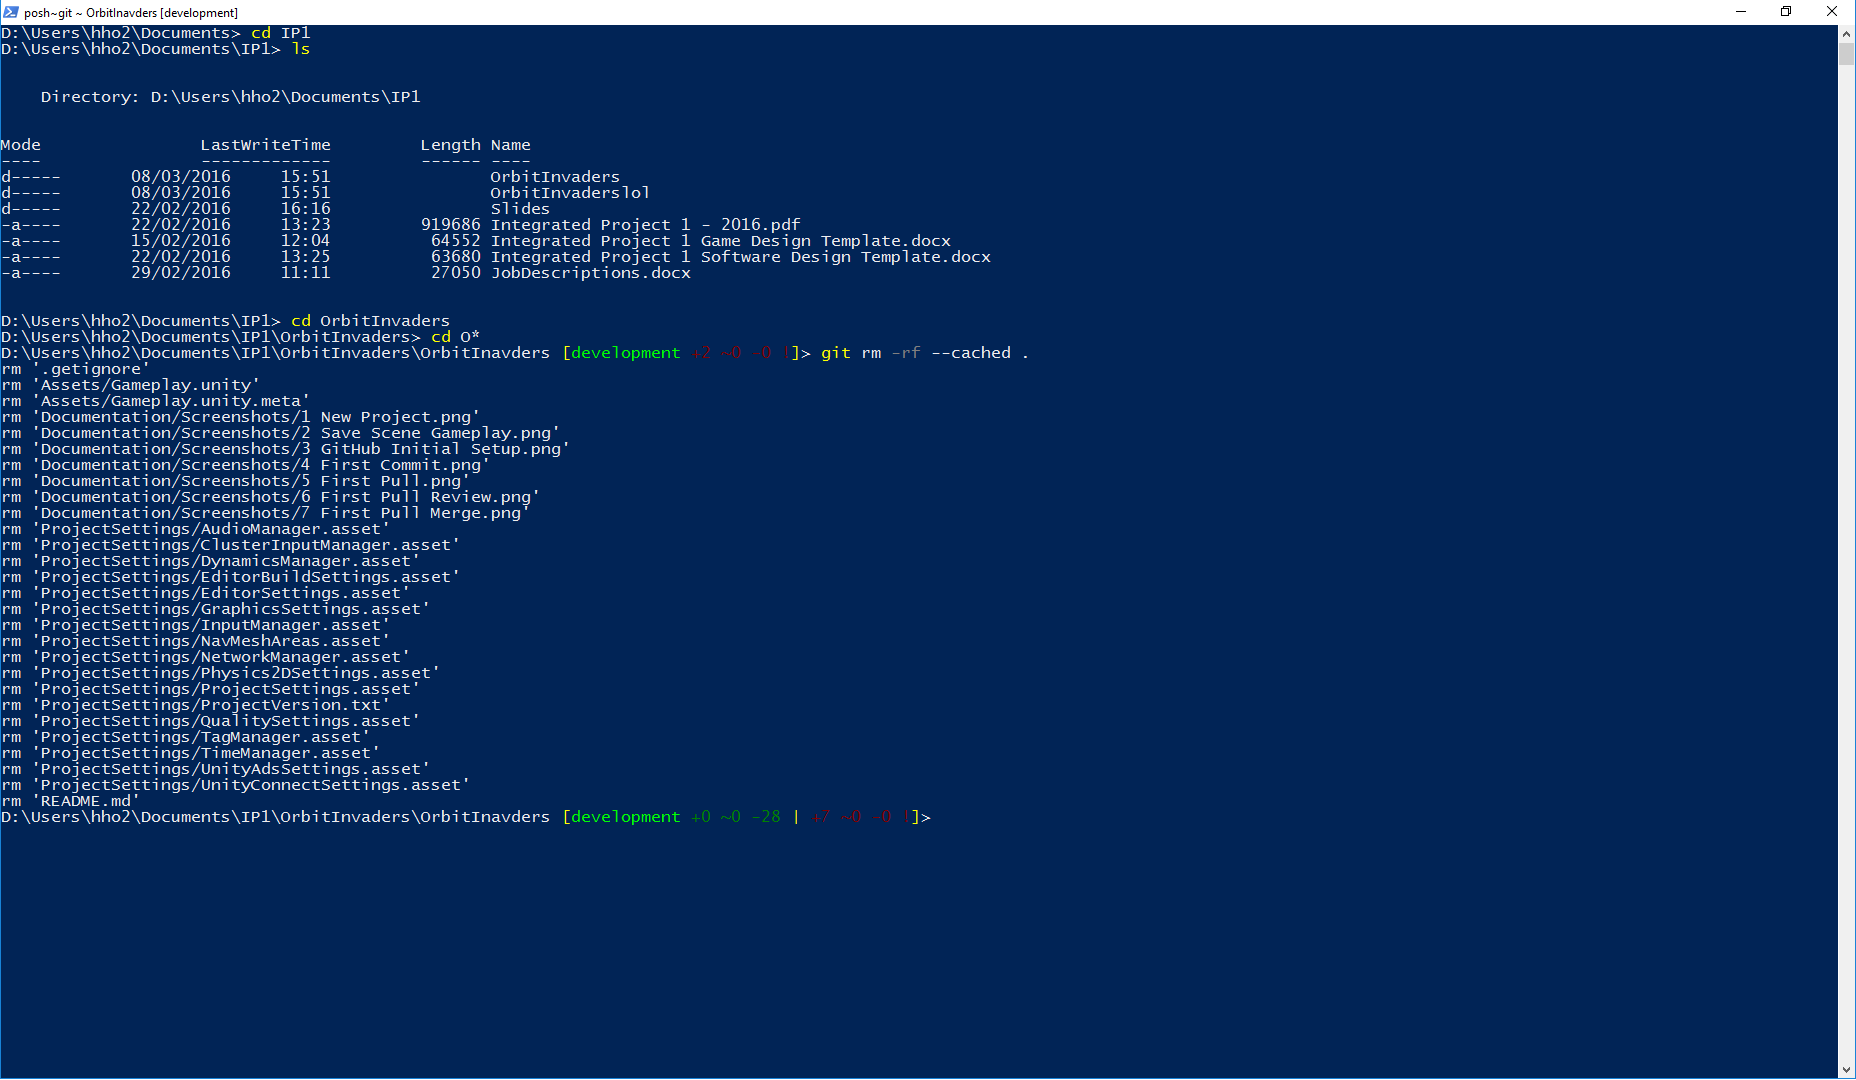 posh~git ~ OrbitInavders [development]
D:\Users\hho2\Documents> cd IP1
D:\Users\hho2\Documents\IP1> ls
Directory: D:\Users\hho2\Documents\IP1
Mode LastWriteTime Length Name
---- ------------- ------ ----
d----- 08/03/2016 15:51 OrbitInvaders
d----- 08/03/2016 15:51 OrbitInvaderslol
d----- 22/02/2016 16:16 Slides
-a---- 22/02/2016 13:23 919686 Integrated Project 1 - 2016.pdf
-a---- 15/02/2016 12:04 64552 Integrated Project 1 Game Design Template.docx
-a---- 22/02/2016 13:25 63680 Integrated Project 1 Software Design Template.docx
-a---- 29/02/2016 11:11 27050 JobDescriptions.docx
D:\Users\hho2\Documents\IP1> cd OrbitInvaders
D:\Users\hho2\Documents\IP1\OrbitInvaders> cd O*
D:\Users\hho2\Documents\IP1\OrbitInvaders\OrbitInavders [development +2 ~0 -0 !]> git rm -rf --cached .
rm '.getignore'
rm 'Assets/Gameplay.unity'
rm 'Assets/Gameplay.unity.meta'
rm 'Documentation/Screenshots/1 New Project.png'
rm 'Documentation/Screenshots/2 Save Scene Gameplay.png'
rm 'Documentation/Screenshots/3 GitHub Initial Setup.png'
rm 'Documentation/Screenshots/4 First Commit.png'
rm 'Documentation/Screenshots/5 First Pull.png'
rm 'Documentation/Screenshots/6 First Pull Review.png'
rm 'Documentation/Screenshots/7 First Pull Merge.png'
rm 'ProjectSettings/AudioManager.asset'
rm 'ProjectSettings/ClusterInputManager.asset'
rm 'ProjectSettings/DynamicsManager.asset'
rm 'ProjectSettings/EditorBuildSettings.asset'
rm 'ProjectSettings/EditorSettings.asset'
rm 'ProjectSettings/GraphicsSettings.asset'
rm 'ProjectSettings/InputManager.asset'
rm 'ProjectSettings/NavMeshAreas.asset'
rm 'ProjectSettings/NetworkManager.asset'
rm 'ProjectSettings/Physics2DSettings.asset'
rm 'ProjectSettings/ProjectSettings.asset'
rm 'ProjectSettings/ProjectVersion.txt'
rm 'ProjectSettings/QualitySettings.asset'
rm 'ProjectSettings/TagManager.asset'
rm 'ProjectSettings/TimeManager.asset'
rm 'ProjectSettings/UnityAdsSettings.asset'
rm 'ProjectSettings/UnityConnectSettings.asset'
rm 'README.md'
D:\Users\hho2\Documents\IP1\OrbitInvaders\OrbitInavders [development +0 ~0 -28 | +7 ~0 -0 !]>